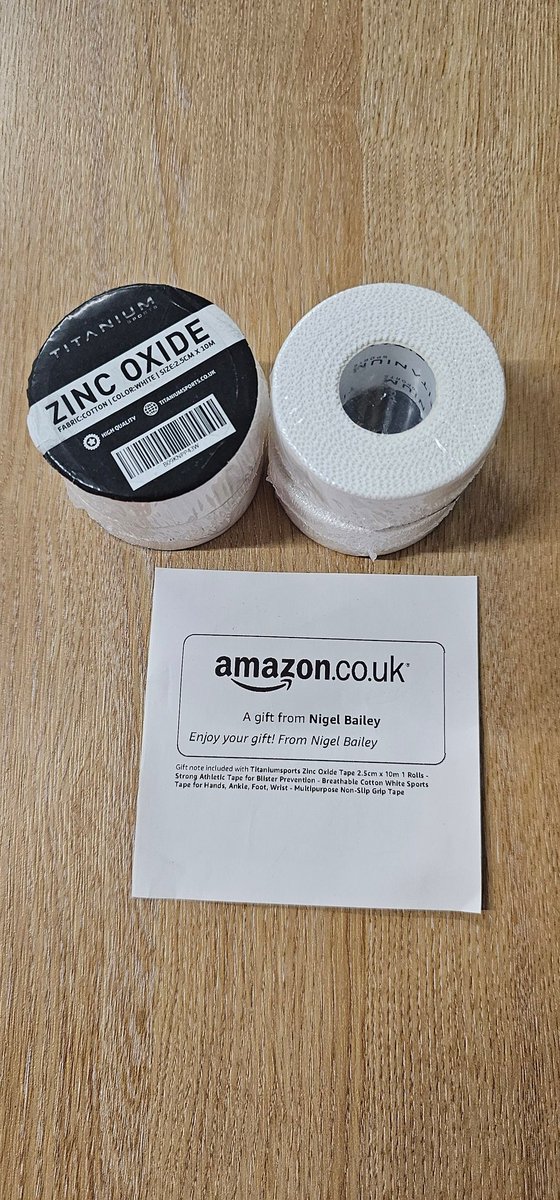 TITANIUM
SPORTS
ZINC OXIDE
FABRIC:COTTON | COLOR:WHITE | SIZE:2.5CM X 10M
HIGH QUALITY
TITANIUMSPORTS.CO.UK
TITANIUM
amazon.co.uk
A gift from Nigel Bailey
Enjoy your gift! From Nigel Bailey
Gift note included with Titaniumsports Zinc Oxide Tape 2.5cm x 10m 1 Rolls -
Strong Athletic Tape for Blister Prevention - Breathable Cotton White Sports
Tape for Hands, Ankle, Foot, Wrist - Multipurpose Non-Slip Grip Tape